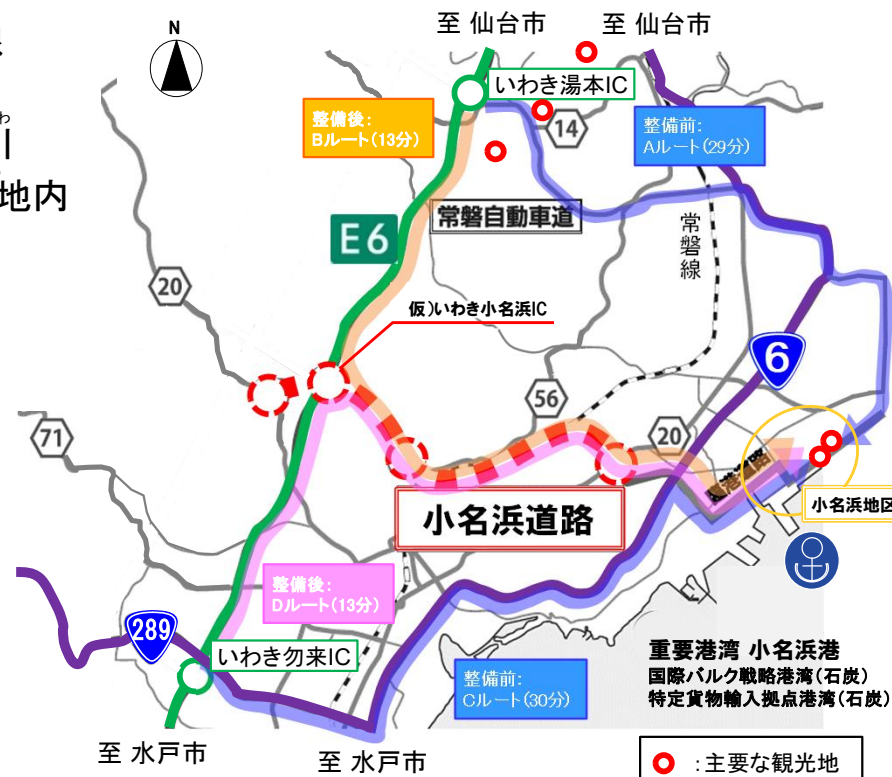 至 仙台市
至 仙台市
N
いわき湯本IC
わ
川
地内
整備後：
Bルート(13分)
14
整備前：
Aルート(29分)
常磐自動車道
E6
常磐線
20
仮)いわき小名浜IC
6
56
71
20
小名浜道路
小名浜地区
整備後：
Dルート(13分)
289
いわき勿来IC
整備前：
Cルート(30分)
重要港湾 小名浜港
国際バルク戦略港湾(石炭)
特定貨物輸入拠点港湾(石炭)
至 水戸市
至 水戸市
：主要な観光地